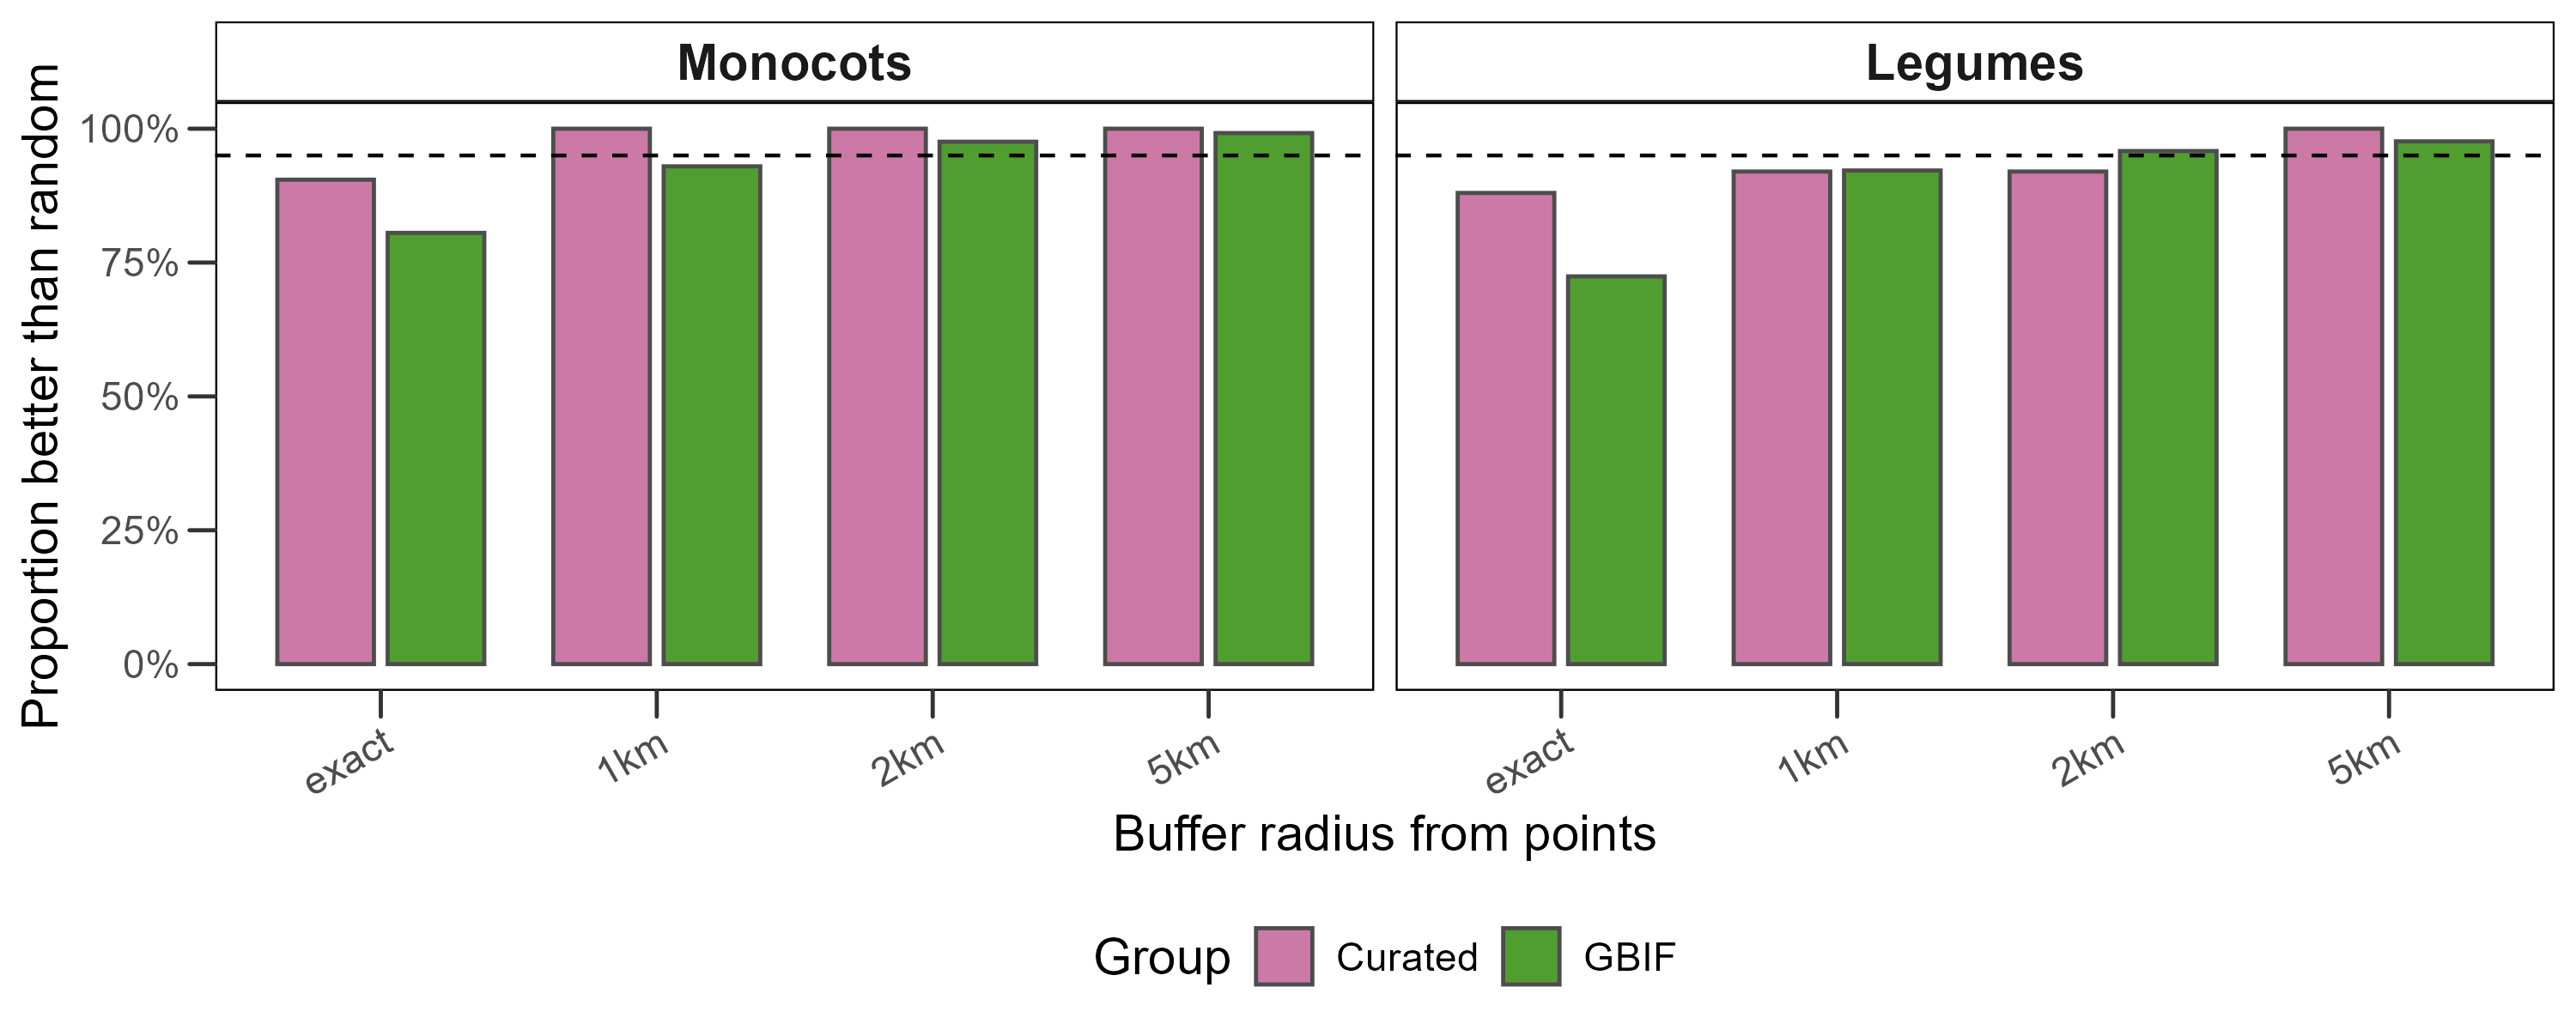 Monocots
Legumes
Proportion better than random
100%
75%
50%
25%
0%
exact
1km
2km
5km
exact
1km
2km
5km
Buffer radius from points
Group
Curated
GBIF